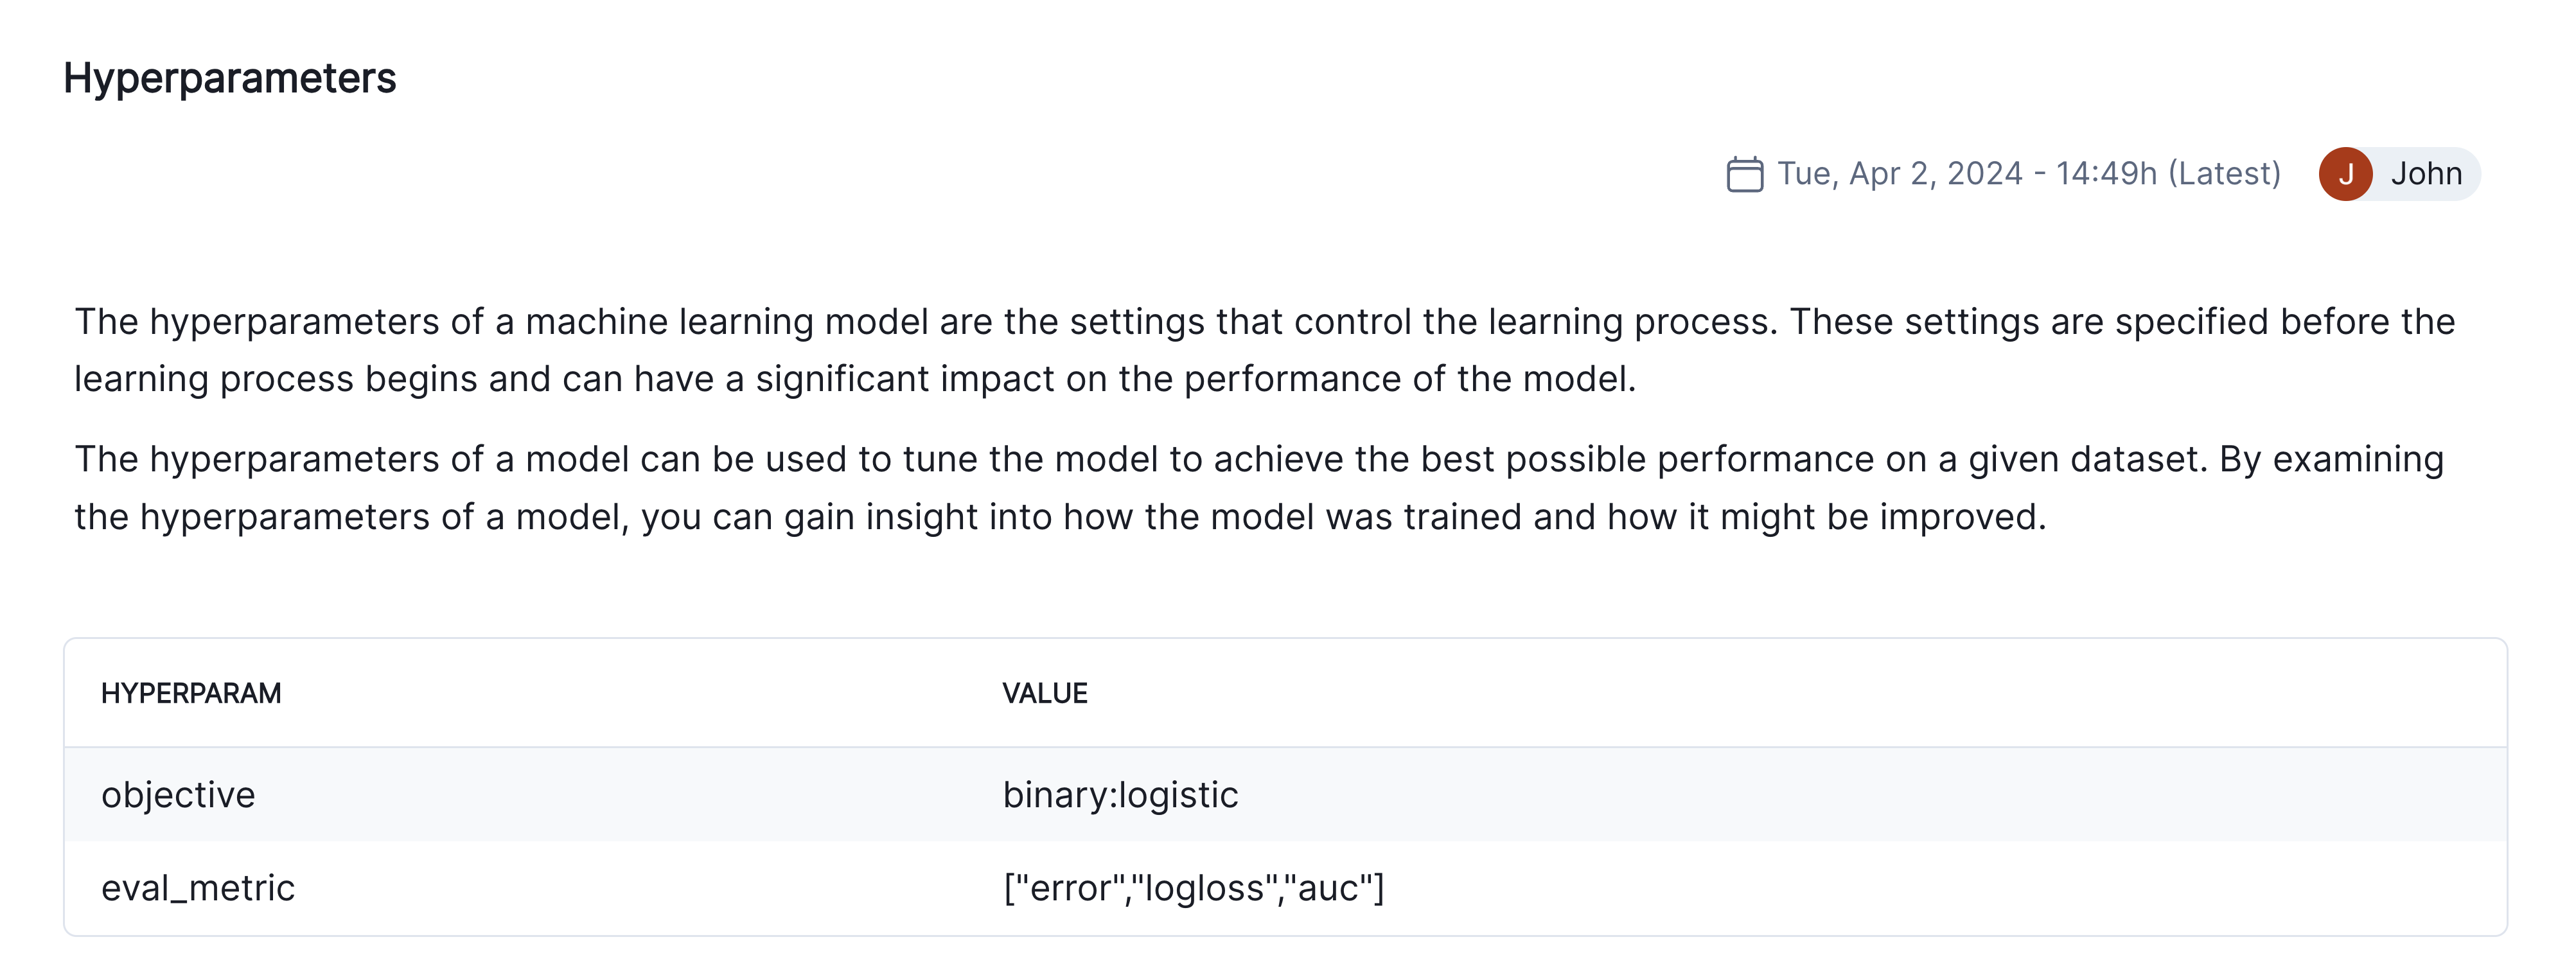 Hyperparameters
Tue, Apr 2, 2024 - 14:49h (Latest) J John
The hyperparameters of a machine learning model are the settings that control the learning process. These settings are specified before the
learning process begins and can have a significant impact on the performance of the model.
The hyperparameters of a model can be used to tune the model to achieve the best possible performance on a given dataset. By examining
the hyperparameters of a model, you can gain insight into how the model was trained and how it might be improved.
HYPERPARAM VALUE
objective binary:logistic
eval_metric ["error","logloss","auc"]